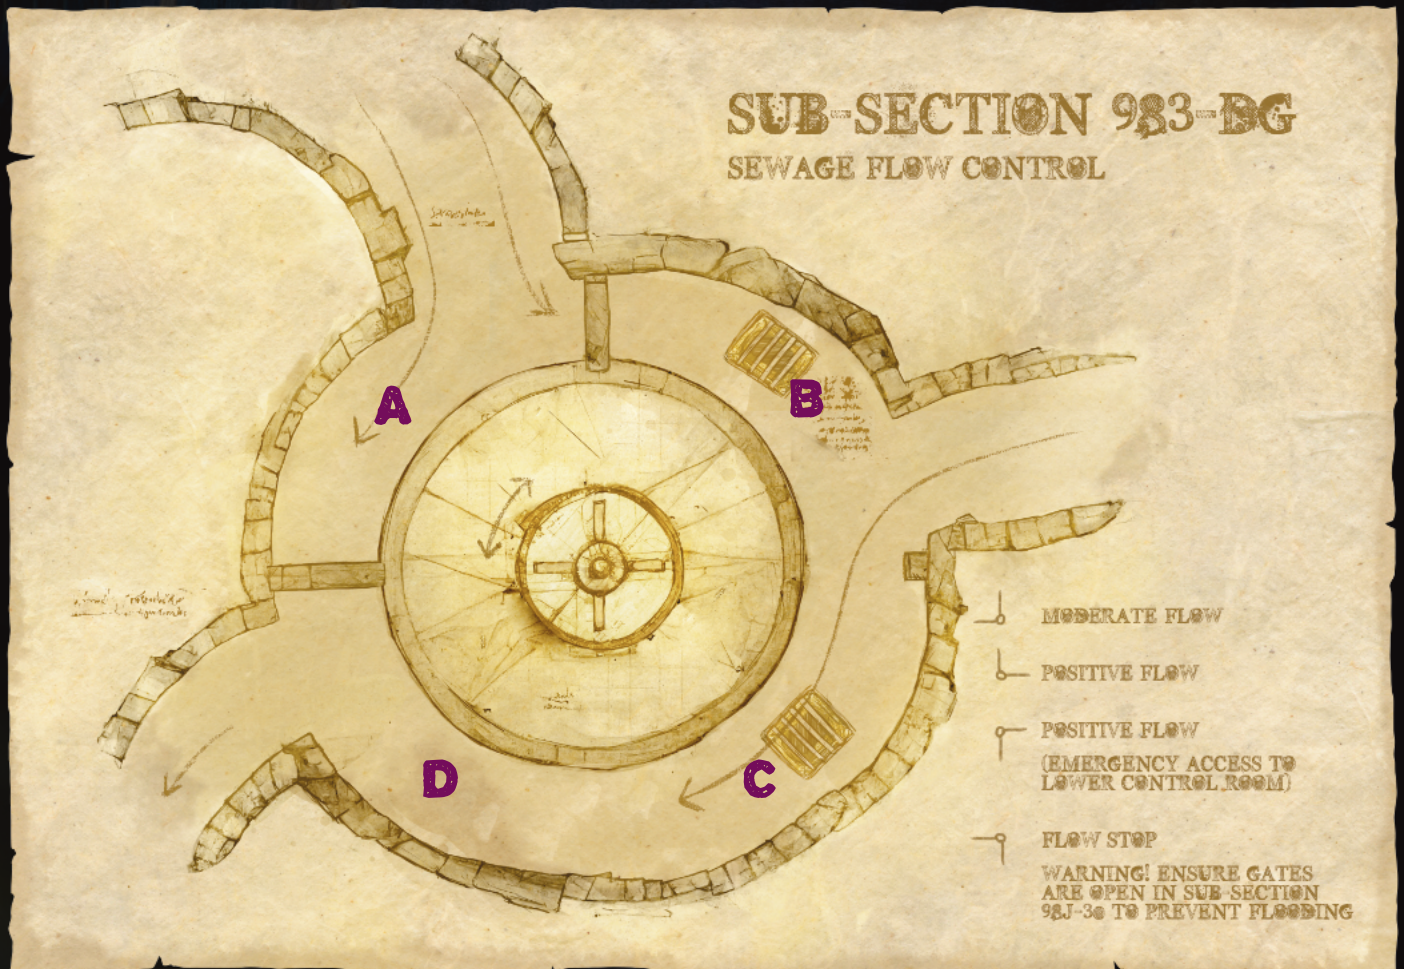 SUB-SECTION 983-DG
SEWAGE FLOW CONTROL
A
B
C
D
MODERATE FLOW
POSITIVE FLOW
POSITIVE FLOW
(EMERGENCY ACCESS TO
LOWER CONTROL ROOM)
FLOW STOP
WARNING! ENSURE GATES
ARE OPEN IN SUB-SECTION
98J-3G TO PREVENT FLOODING